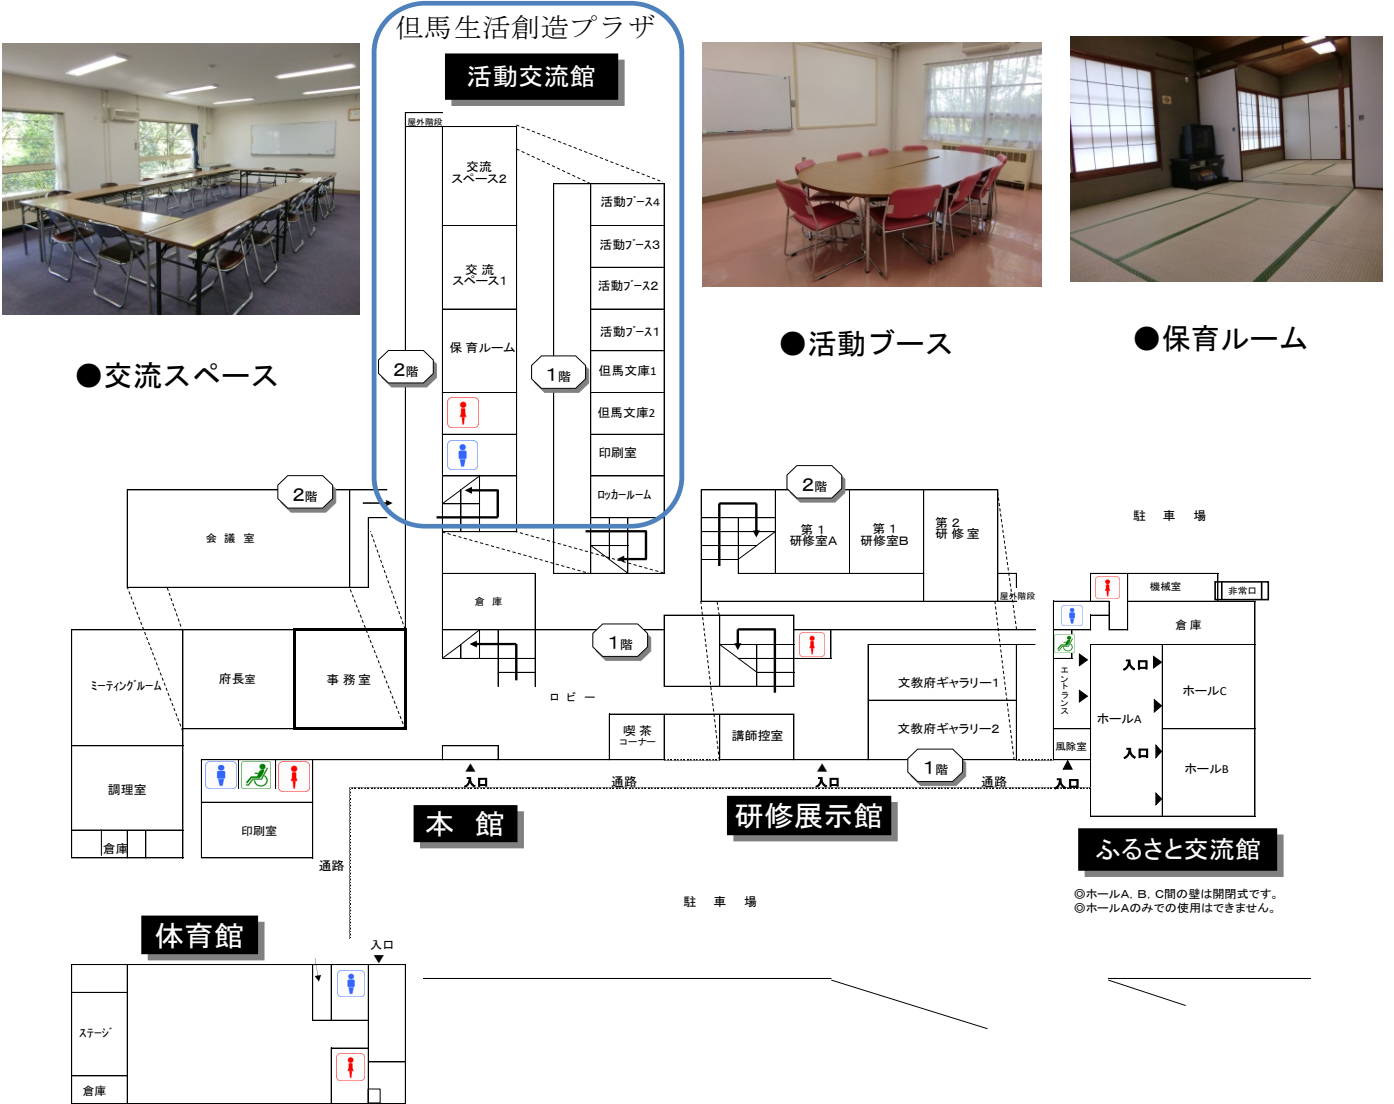 但馬生活創造プラザ
活動交流館
屋外階段
交流
スペース2
交流
スペース1
保育ルーム
2階
1階
活動ブース4
活動ブース3
活動ブース2
活動ブース1
但馬文庫1
但馬文庫2
印刷室
ロッカールーム
●交流スペース
●活動ブース
●保育ルーム
2階
会議室
2階
第1
研修室A
第1
研修室B
第2
研修室
屋外階段
駐車場
機械室
非常口
倉庫
倉庫
1階
ミーティングルーム
府長室
事務室
ロビー
喫茶
コーナー
講師控室
文教府ギャラリー1
文教府ギャラリー2
1階
エントランス
風除室
入口
ホールA
入口
ホールC
ホールB
調理室
倉庫
印刷室
通路
入口
通路
入口
通路
入口
本館
研修展示館
ふるさと交流館
◎ホールA, B, C間の壁は開閉式です。
◎ホールAのみでの使用はできません。
駐車場
体育館
入口
ステージ
倉庫